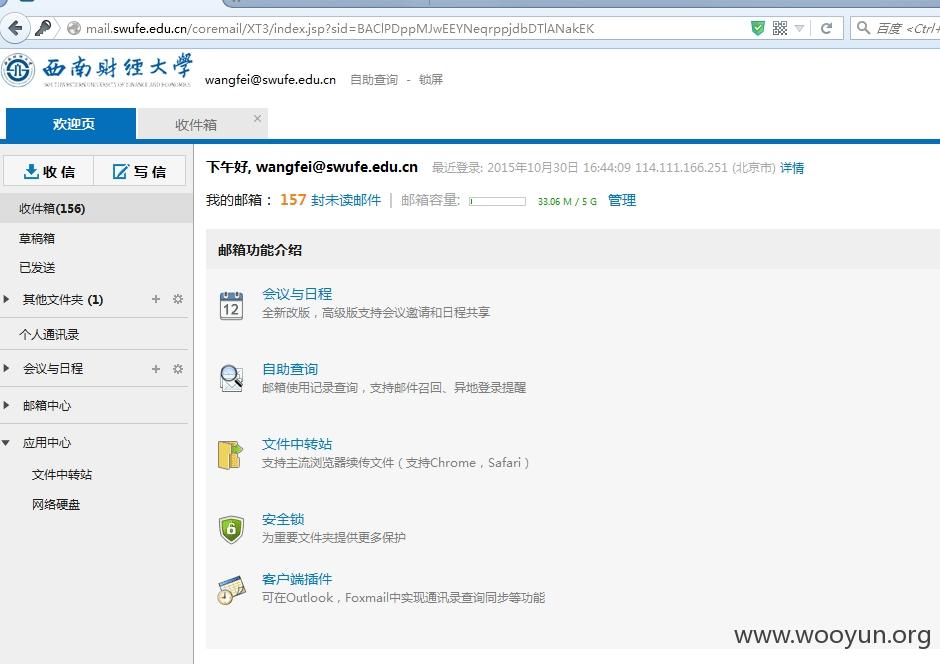 mail.swufe.edu.cn/coremail/XT3/index.jsp?sid=BAClPDppMJwEEYNeqrppjdbDTlANakEK
百度 <Ctrl+
西南财经大学
SOUTHWESTERN UNIVERSITY OF FINANCE AND ECONOMICS
wangfei@swufe.edu.cn 自助查询 - 锁屏
欢迎页 收件箱
收信 写信
下午好, wangfei@swufe.edu.cn 最近登录: 2015年10月30日 16:44:09 114.111.166.251 (北京市) 详情
我的邮箱： 157 封未读邮件 | 邮箱容量: 33.06 M / 5 G 管理
收件箱(156)
草稿箱
已发送
其他文件夹 (1)
个人通讯录
会议与日程
邮箱中心
应用中心
文件中转站
网络硬盘
邮箱功能介绍
12
会议与日程
全新改版，高级版支持会议邀请和日程共享
自助查询
邮箱使用记录查询，支持邮件召回、异地登录提醒
文件中转站
支持主流浏览器续传文件（支持Chrome，Safari）
安全锁
为重要文件夹提供更多保护
客户端插件
可在Outlook，Foxmail中实现通讯录查询同步等功能
www.wooyun.org